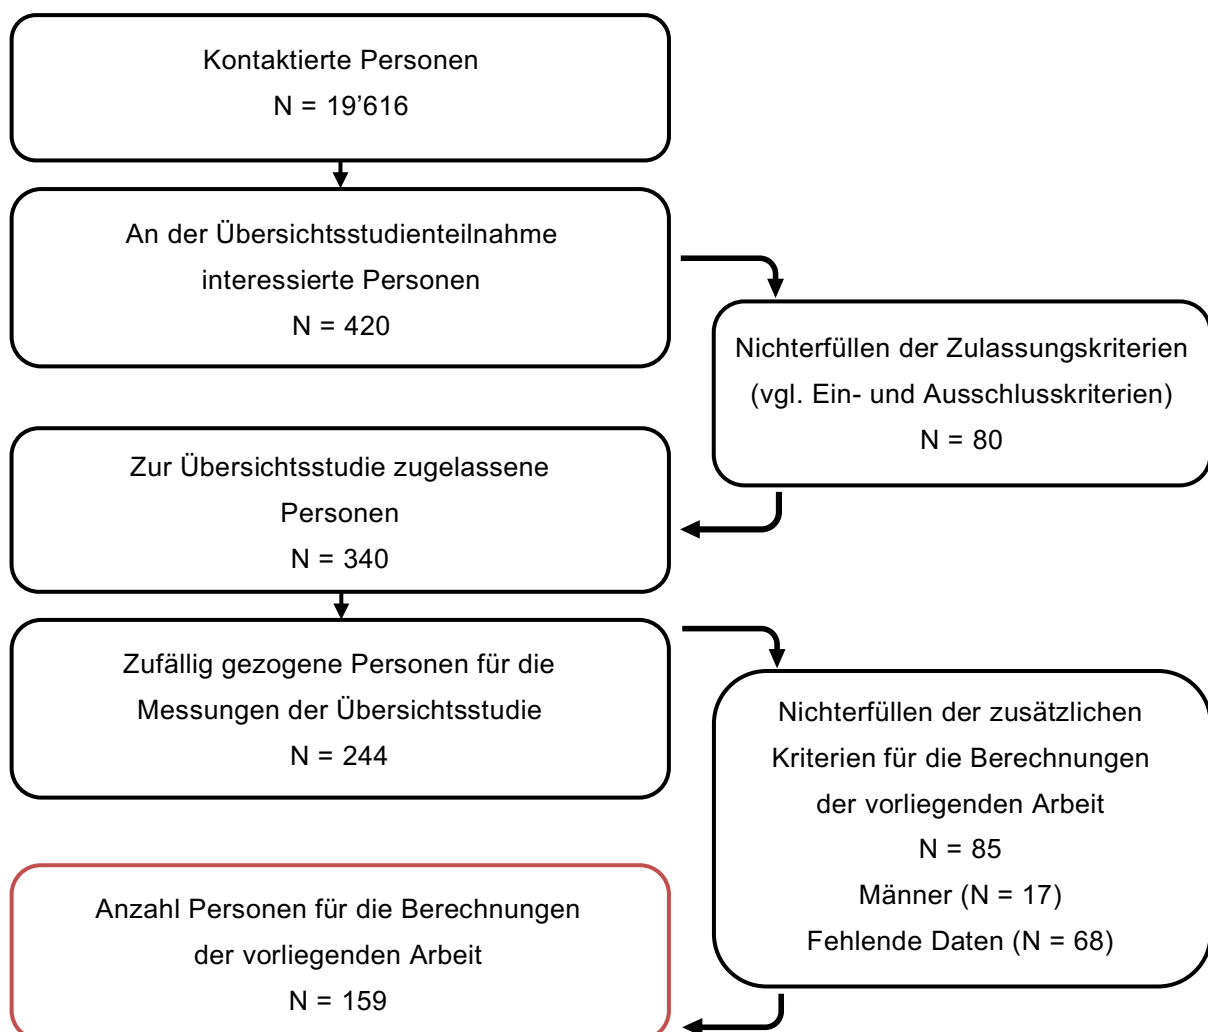 Kontaktierte Personen
N = 19’616
An der Übersichtsstudienteilnahme
interessierte Personen
N = 420
Nichterfüllen der Zulassungskriterien
(vgl. Ein- und Ausschlusskriterien)
N = 80
Zur Übersichtsstudie zugelassene
Personen
N = 340
Zufällig gezogene Personen für die
Messungen der Übersichtsstudie
N = 244
Nichterfüllen der zusätzlichen
Kriterien für die Berechnungen
der vorliegenden Arbeit
N = 85
Männer (N = 17)
Fehlende Daten (N = 68)
Anzahl Personen für die Berechnungen
der vorliegenden Arbeit
N = 159